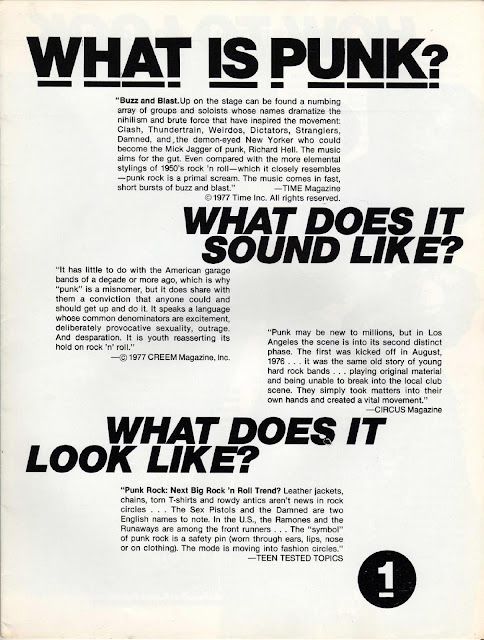 WHAT IS PUNK?
"Buzz and Blast.Up on the stage can be found a numbing
array of groups and soloists whose names dramatize the
nihilism and brute force that have inspired the movement:
Clash, Thundertrain, Weirdos, Dictators, Stranglers,
Damned, and, the demon-eyed New Yorker who could
become the Mick Jagger of punk, Richard Hell. The music
aims for the gut. Even compared with the more elemental
stylings of 1950's rock 'n roll—which it closely resembles
—punk rock is a primal scream. The music comes in fast,
short bursts of buzz and blast." —TIME Magazine
© 1977 Time Inc. All rights reserved.
WHAT DOES IT
SOUND LIKE?
"It has little to do with the American garage
bands of a decade or more ago, which is why
"punk" is a misnomer, but it does share with
them a conviction that anyone could and
should get up and do it. It speaks a language
whose common denominators are excitement,
deliberately provocative sexuality, outrage.
And desparation. It is youth reasserting its
hold on rock 'n' roll."
—© 1977 CREEM Magazine, Inc.
"Punk may be new to millions, but in Los
Angeles the scene is into its second distinct
phase. The first was kicked off in August,
1976 . . . it was the same old story of young
hard rock bands . . . playing original material
and being unable to break into the local club
scene. They simply took matters into their
own hands and created a vital movement."
—CIRCUS Magazine
WHAT DOES IT
LOOK LIKE?
"Punk Rock: Next Big Rock 'n Roll Trend? Leather jackets,
chains, torn T-shirts and rowdy antics aren't news in rock
circles . . . The Sex Pistols and the Damned are two
English names to note. In the U.S., the Ramones and the
Runaways are among the front runners . . . The "symbol"
of punk rock is a safety pin (worn through ears, lips, nose
or on clothing). The mode is moving into fashion circles."
—TEEN TESTED TOPICS
1